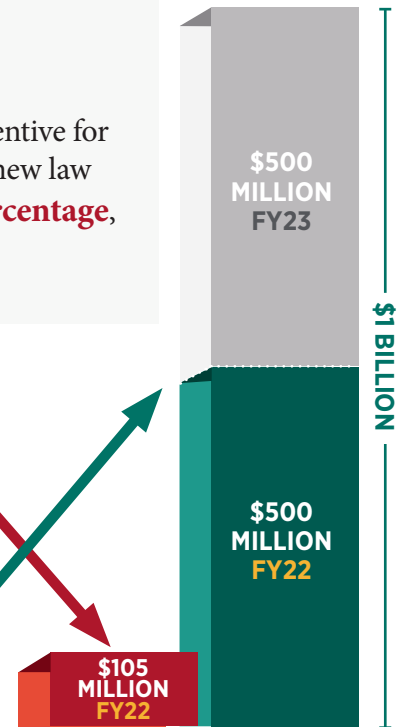 entive for
new law
rcentage,
$500
MILLION
FY23
$1 BILLION
$500
MILLION
FY22
$105
MILLION
FY22